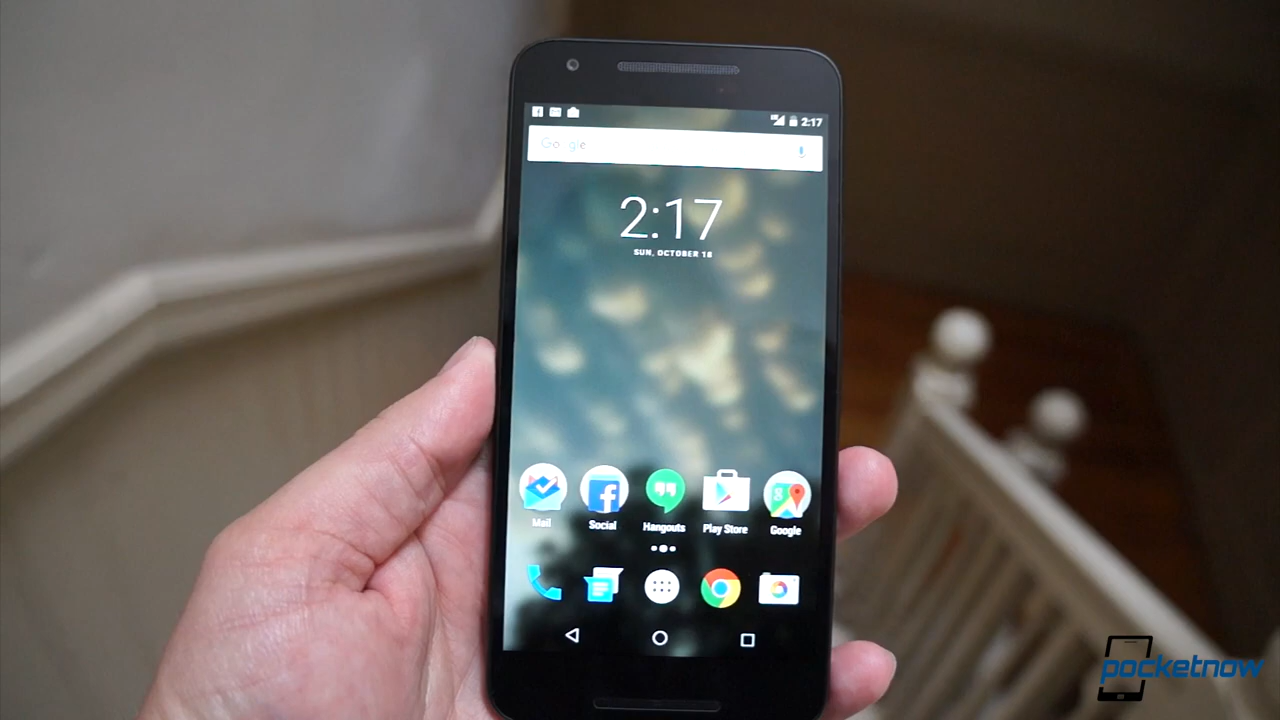 2:17
Google
2:17
SUN, OCTOBER 18
Mail
Social
Hangouts
Play Store
Google
pocketnow